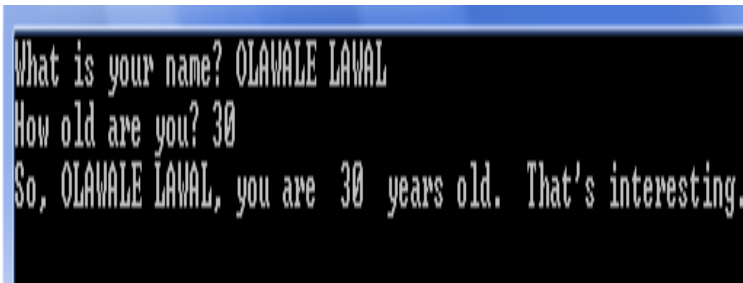 What is your name? OLAWALE LAWAL
How old are you? 30
So, OLAWALE LAWAL, you are  30  years old.  That's interesting.